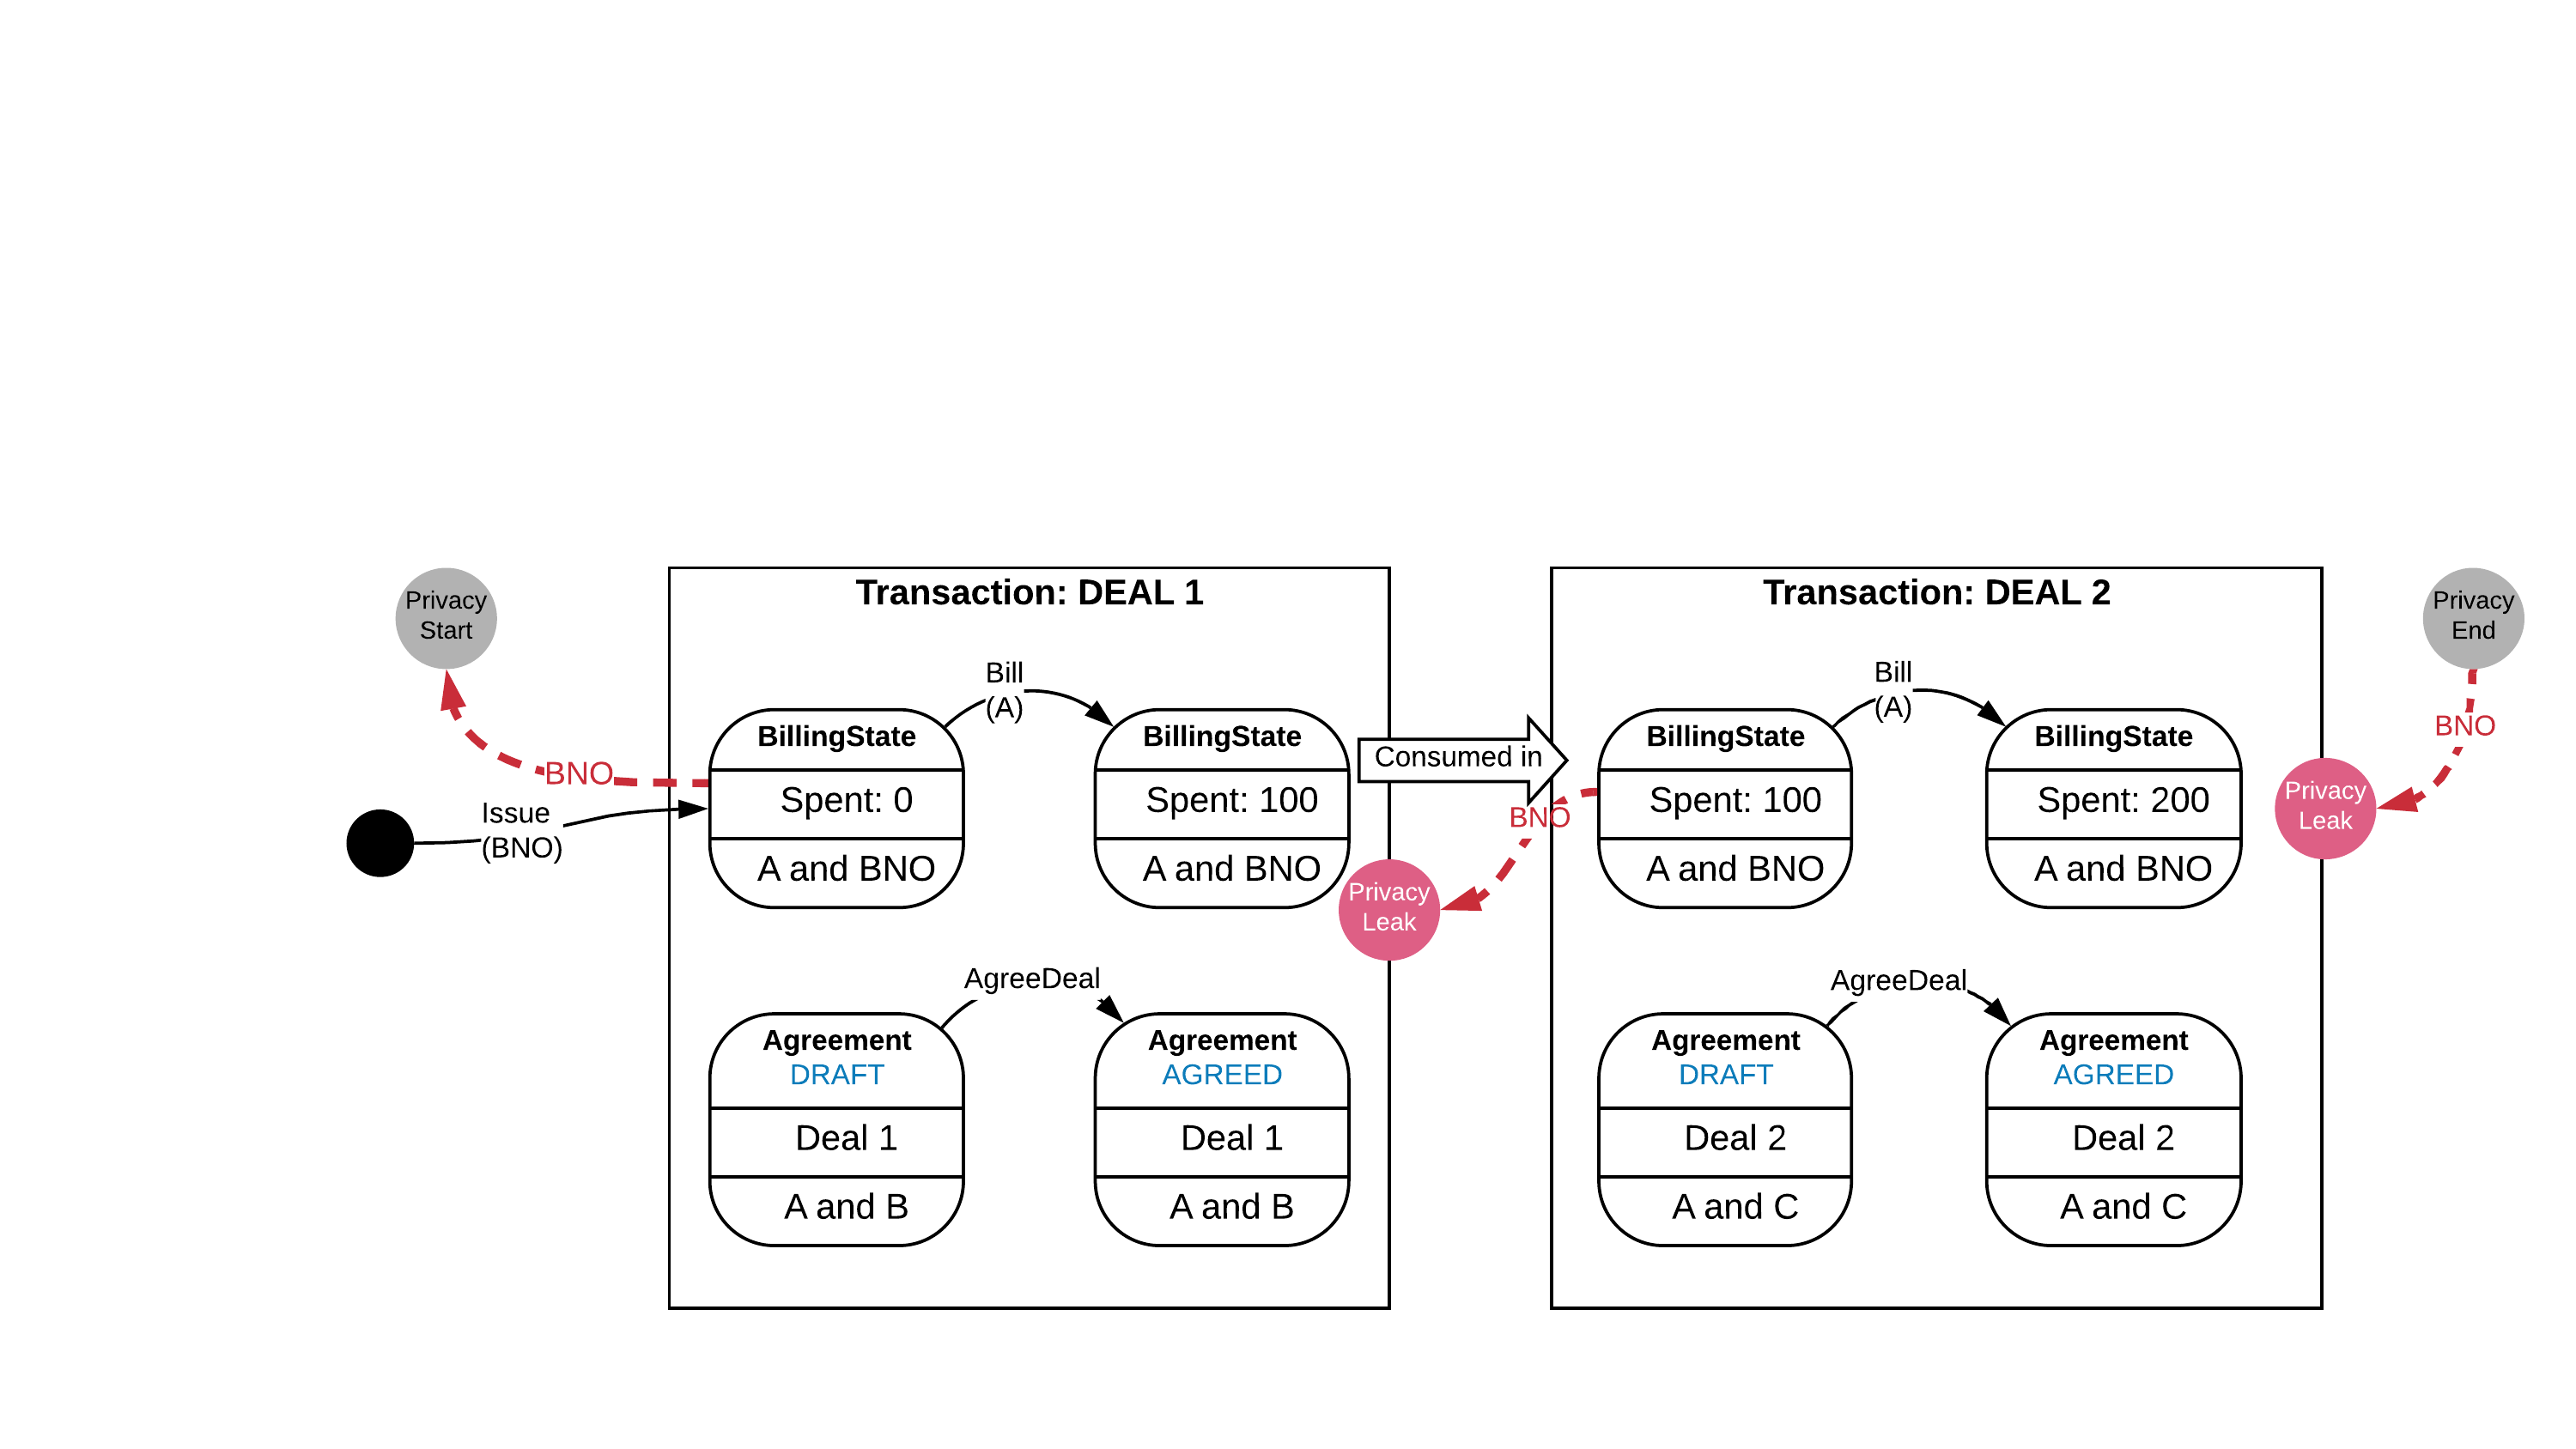 Privacy
Start
BNO
Issue
(BNO)
Transaction: DEAL 1
Bill
(A)
BillingState
Spent: 0
A and BNO
BillingState
Spent: 100
A and BNO
AgreeDeal
Agreement
DRAFT
Deal 1
A and B
Agreement
AGREED
Deal 1
A and B
Consumed in
BNO
Privacy
Leak
Transaction: DEAL 2
Bill
(A)
BillingState
Spent: 100
A and BNO
BillingState
Spent: 200
A and BNO
AgreeDeal
Agreement
DRAFT
Deal 2
A and C
Agreement
AGREED
Deal 2
A and C
Privacy
End
BNO
Privacy
Leak